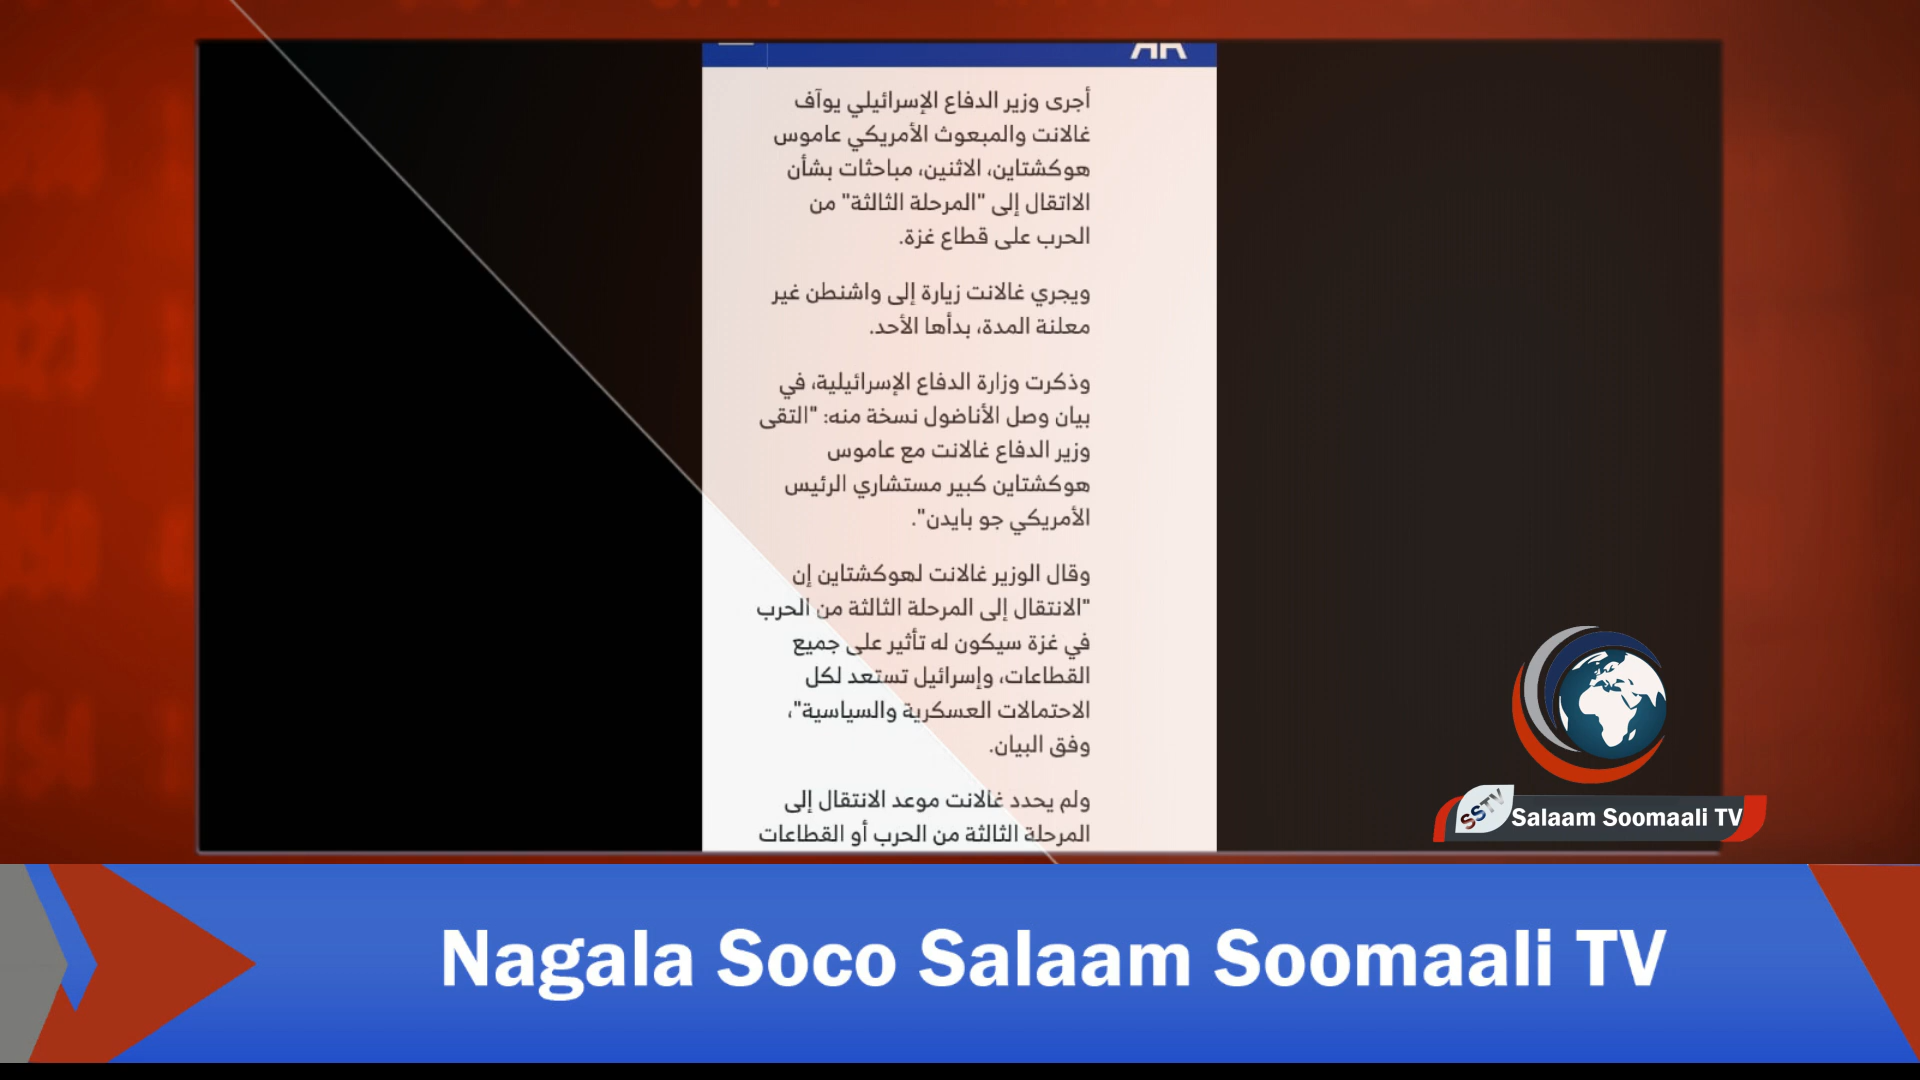 أجرى وزير الدفاع الإسرائيلي يوآف
غالانت والمبعوث الأمريكي عاموس
هوكشتاين، الاثنين، مباحثات بشأن
الااتقال إلى "المرحلة الثالثة" من
الحرب على قطاع غزة.
ويجري غالانت زيارة إلى واشنطن غير
معلنة المدة، بدأها الأحد.
وذكرت وزارة الدفاع الإسرائيلية، في
بيان وصل الأناضول نسخة منه: "التقى
وزير الدفاع غالانت مع عاموس
هوكشتاين كبير مستشاري الرئيس
الأمريكي جو بايدن".
وقال الوزير غالانت لهوكشتاين إن
"الانتقال إلى المرحلة الثالثة من الحرب
في غزة سيكون له تأثير على جميع
القطاعات، وإسرائيل تستعد لكل
الاحتمالات العسكرية والسياسية"،
وفق البيان.
ولم يحدد غالانت موعد الانتقال إلى
المرحلة الثالثة من الحرب أو القطاعات
SSTV Salaam Soomaali TV
Nagala Soco Salaam Soomaali TV